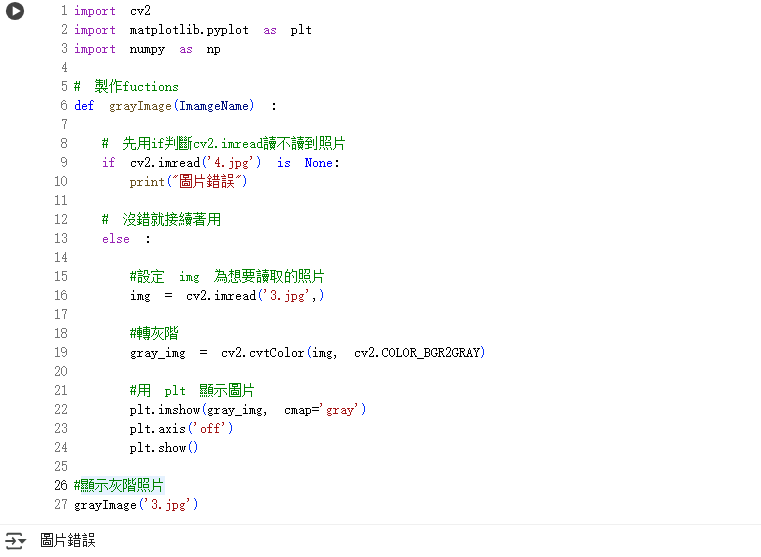 1 import cv2
2 import matplotlib.pyplot as plt
3 import numpy as np
4
5 # 製作fuctions
6 def grayImage(ImamgeName) :
7
8 # 先用if判斷cv2.imread讀不讀到照片
9 if cv2.imread('4.jpg') is None:
10 print("圖片錯誤")
11
12 # 沒錯就接續著用
13 else :
14
15 #設定 img 為想要讀取的照片
16 img = cv2.imread('3.jpg',)
17
18 #轉灰階
19 gray_img = cv2.cvtColor(img, cv2.COLOR_BGR2GRAY)
20
21 #用 plt 顯示圖片
22 plt.imshow(gray_img, cmap='gray')
23 plt.axis('off')
24 plt.show()
25
26 #顯示灰階照片
27 grayImage('3.jpg')
圖片錯誤